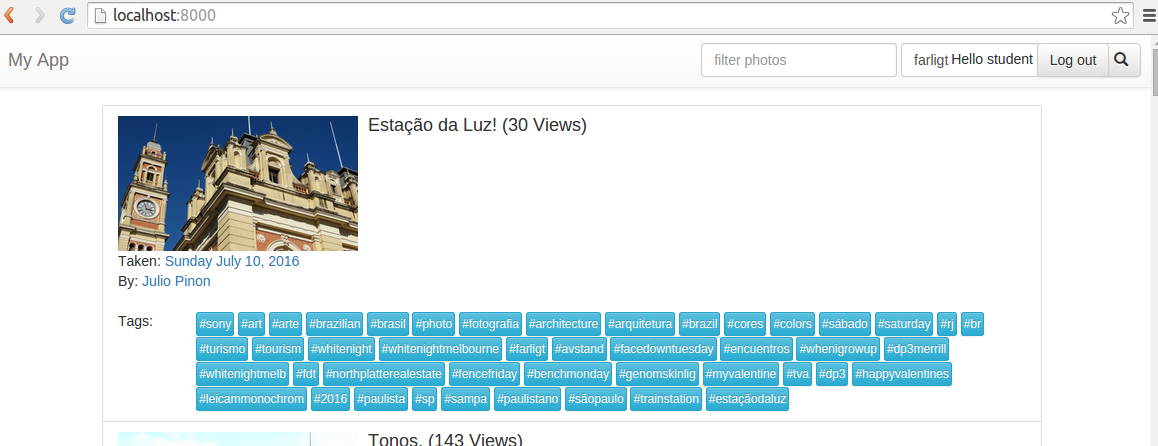 localhost:8000
My App
filter photos
farligt Hello student Log out
Estação da Luz! (30 Views)
Taken: Sunday July 10, 2016
By: Julio Pinon
Tags: #sony #art #arte #brazilian #brasil #photo #fotografia #architecture #arquitetura #brazil #cores #colors #sábado #saturday #rj #br
#turismo #tourism #whitenight #whitenightmelbourne #farligt #avstand #facedowntuesday #encuentros #whenigrowup #dp3merrill
#whitenightmelb #fdt #northplatterealestate #fencefriday #benchmonday #genomskinlig #myvalentine #tva #dp3 #happyvalentines
#leicammonochrom #2016 #paulista #sp #sampa #paulistano #sãopaulo #trainstation #estaçãodaluz
Tonos. (143 Views)